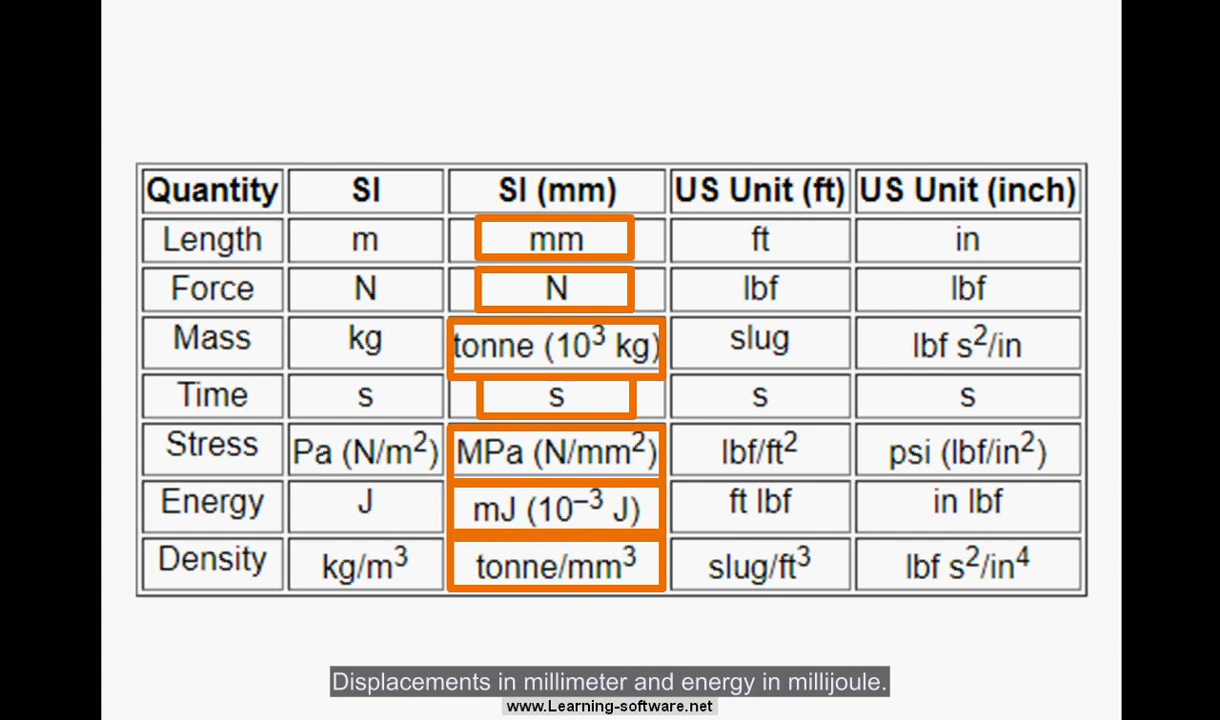 Quantity SI SI (mm) US Unit (ft) US Unit (inch)
Length m mm ft in
Force N N lbf lbf
Mass kg tonne (10³ kg) slug lbf s²/in
Time s s s s
Stress Pa (N/m²) MPa (N/mm²) lbf/ft² psi (lbf/in²)
Energy J mJ (10⁻³ J) ft lbf in lbf
Density kg/m³ tonne/mm³ slug/ft³ lbf s²/in⁴
Displacements in millimeter and energy in millijoule.
www.Learning-software.net